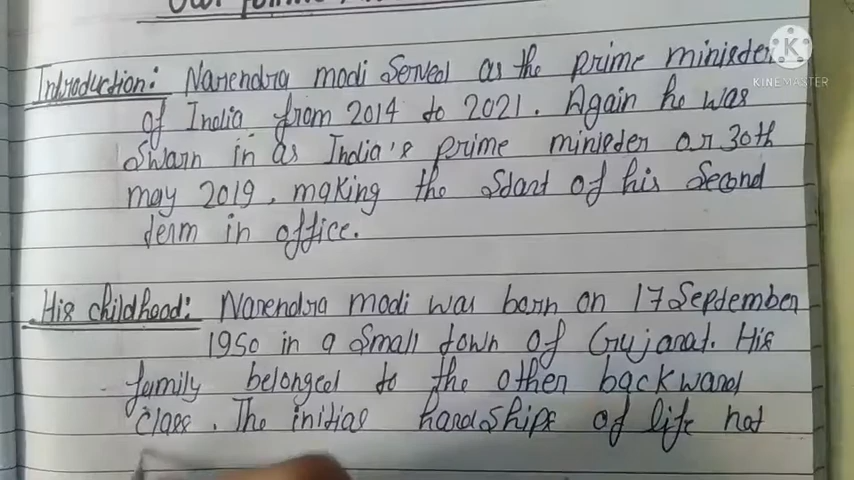 Introduction: Narendra modi Served as the prime minister
of India from 2014 to 2021. Again he was
Swarn in as India's prime minister on 30th
may 2019, making the Start of his Second
term in office.
His childhood: Narendra modi was born on 17 September
1950 in a Small town of Gujarat. His
family belonged to the other backward
class. The initial hardships of life not
KINEMASTER